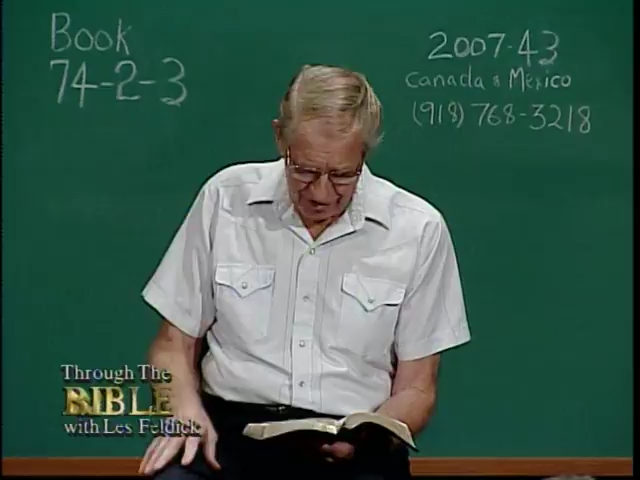 Book
74-2-3
2007-43
Canada & Mexico
(918) 768-3218
Through The
BIBLE
with Les Feldick